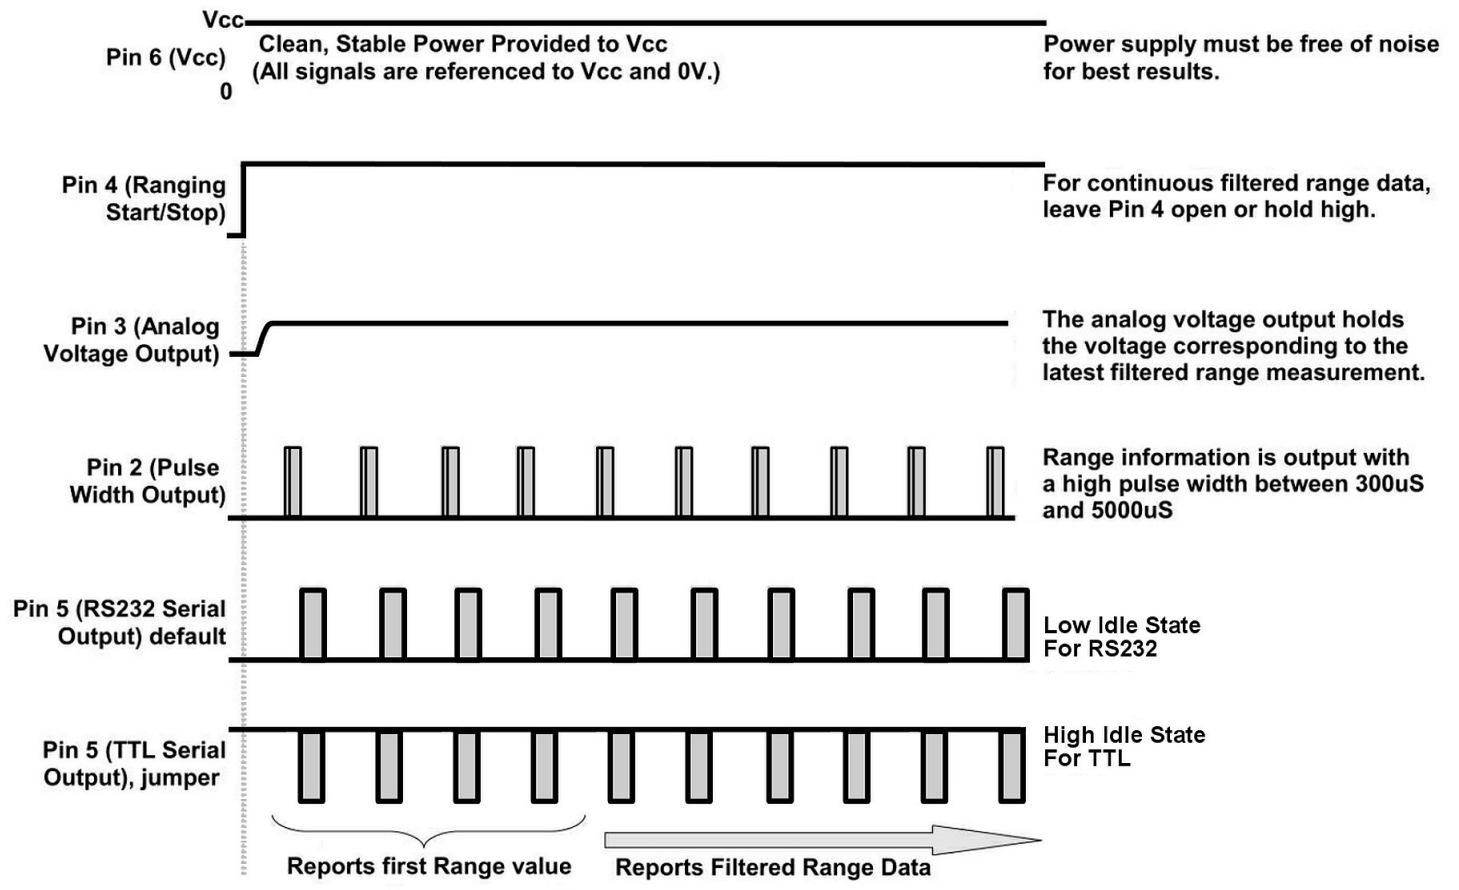 Vcc
Pin 6 (Vcc)
0
Clean, Stable Power Provided to Vcc
(All signals are referenced to Vcc and 0V.)
Power supply must be free of noise
for best results.
Pin 4 (Ranging
Start/Stop)
For continuous filtered range data,
leave Pin 4 open or hold high.
Pin 3 (Analog
Voltage Output)
The analog voltage output holds
the voltage corresponding to the
latest filtered range measurement.
Pin 2 (Pulse
Width Output)
Range information is output with
a high pulse width between 300uS
and 5000uS
Pin 5 (RS232 Serial
Output) default
Low Idle State
For RS232
Pin 5 (TTL Serial
Output), jumper
High Idle State
For TTL
Reports first Range value
Reports Filtered Range Data